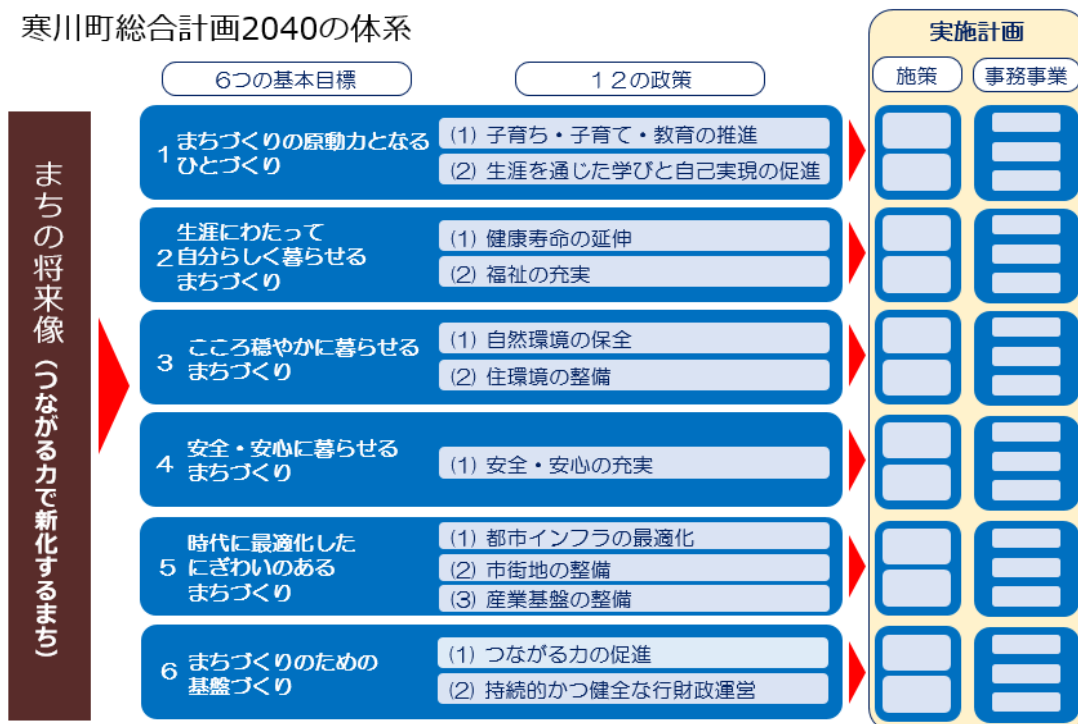 寒川町総合計画2040の体系
実施計画
6つの基本目標
12の政策
施策
事務事業
まちの将来像(つながる力で新化するまち)
1 まちづくりの原動力となる
ひとづくり
(1) 子育ち・子育て・教育の推進
(2) 生涯を通じた学びと自己実現の促進
生涯にわたって
2 自分らしく暮らせる
まちづくり
(1) 健康寿命の延伸
(2) 福祉の充実
3 こころ穏やかに暮らせる
まちづくり
(1) 自然環境の保全
(2) 住環境の整備
4 安全・安心に暮らせる
まちづくり
(1) 安全・安心の充実
時代に最適化した
5 にぎわいのある
まちづくり
(1) 都市インフラの最適化
(2) 市街地の整備
(3) 産業基盤の整備
6 まちづくりのための
基盤づくり
(1) つながる力の促進
(2) 持続的かつ健全な行財政運営